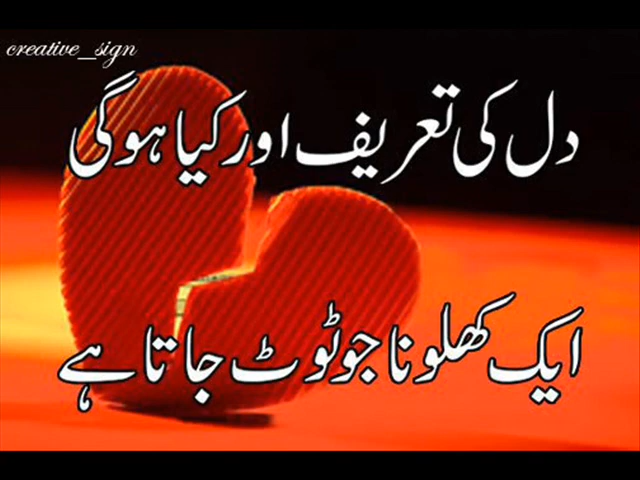 creative_sign
دل کی تعریف اور کیا ہوگی
ایک کھلونا جو ٹوٹ جاتا ہے